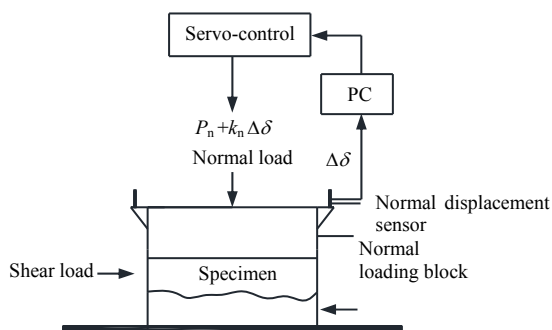 Servo-control
PC
Pn+knΔδ
Normal load
Δδ
Normal displacement
sensor
Normal
loading block
Shear load
Specimen